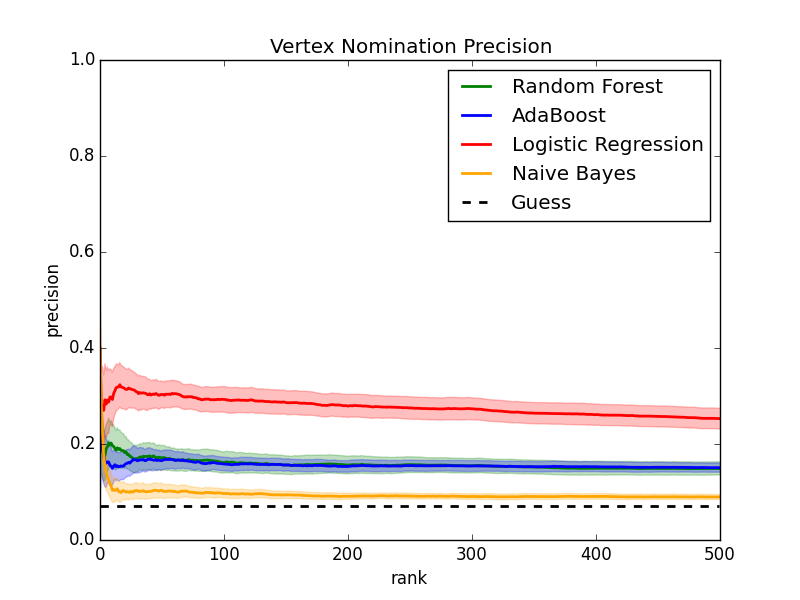 Vertex Nomination Precision
1.0
0.8
0.6
0.4
0.2
0.0
precision
Random Forest
AdaBoost
Logistic Regression
Naive Bayes
Guess
0 100 200 300 400 500
rank